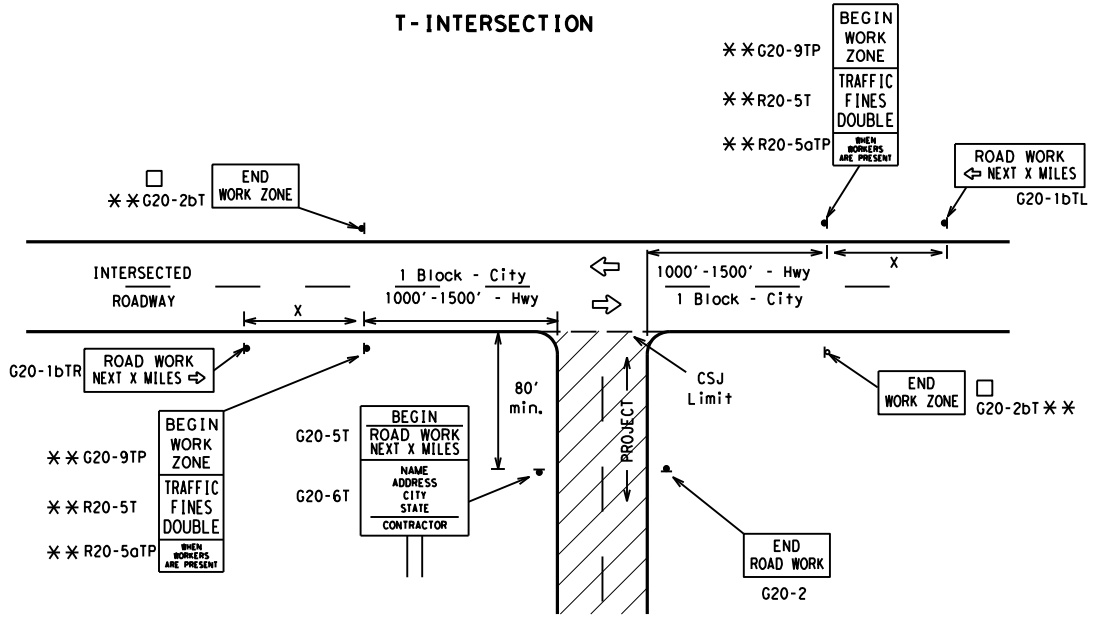 T-INTERSECTION
BEGIN
WORK
ZONE
**G20-9TP
TRAFFIC
FINES
DOUBLE
**R20-5T
WHEN
WORKERS
ARE PRESENT
**R20-5aTP
ROAD WORK
⇦ NEXT X MILES
G20-1bTL
END
WORK ZONE
□
**G20-2bT
INTERSECTED
ROADWAY
1 Block - City
1000'-1500' - Hwy
X
1000'-1500' - Hwy
1 Block - City
X
G20-1bTR
ROAD WORK
NEXT X MILES ⇨
80'
min.
CSJ
Limit
PROJECT
END
WORK ZONE
□
G20-2bT **
BEGIN
WORK
ZONE
**G20-9TP
TRAFFIC
FINES
DOUBLE
**R20-5T
WHEN
WORKERS
ARE PRESENT
**R20-5aTP
G20-5T
BEGIN
ROAD WORK
NEXT X MILES
G20-6T
NAME
ADDRESS
CITY
STATE
CONTRACTOR
END
ROAD WORK
G20-2